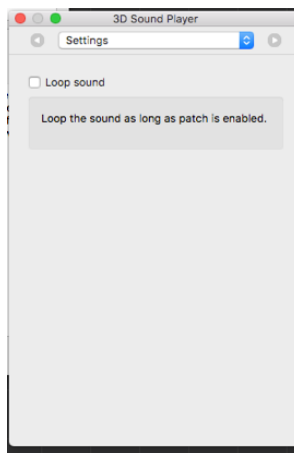 3D Sound Player
Settings
Loop sound
Loop the sound as long as patch is enabled.